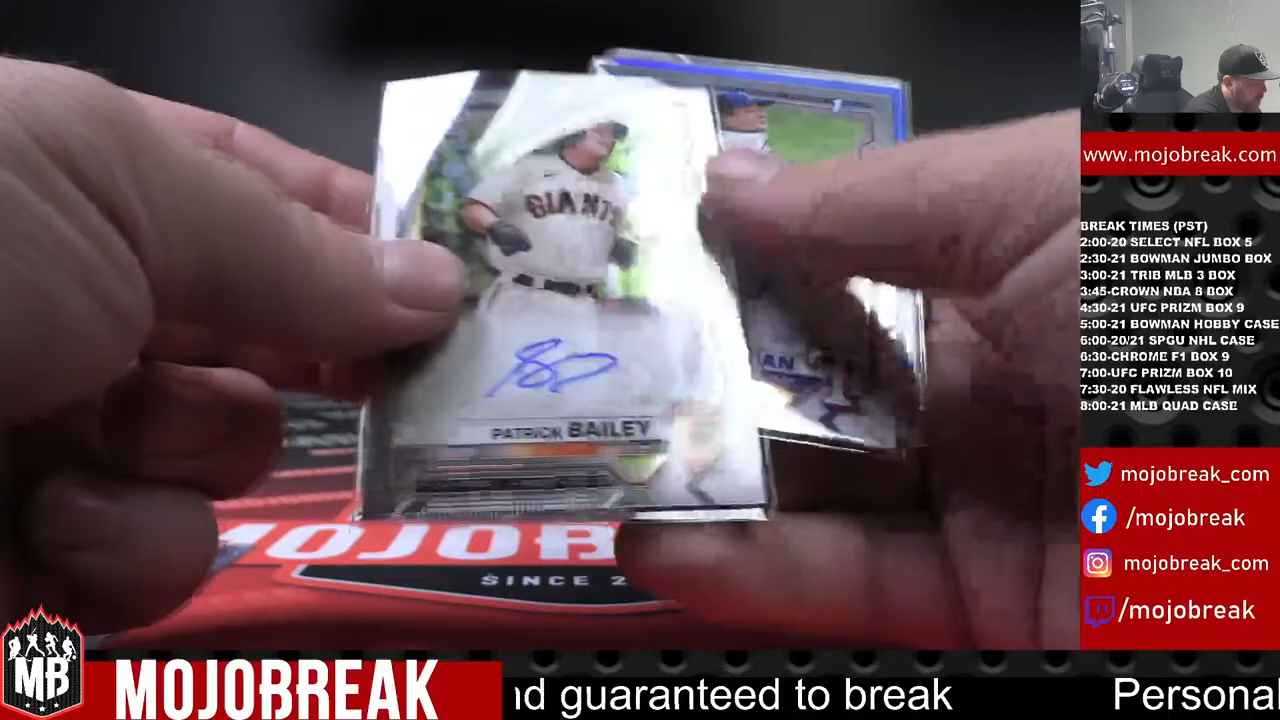 GIANTS
PATRICK BAILEY
AN
MOJOB
SINCE 2
www.mojobreak.com
BREAK TIMES (PST)
2:00-20 SELECT NFL BOX 5
2:30-21 BOWMAN JUMBO BOX
3:00-21 TRIB MLB 3 BOX
3:45-CROWN NBA 8 BOX
4:30-21 UFC PRIZM BOX 9
5:00-21 BOWMAN HOBBY CASE
6:00-20/21 SPGU NHL CASE
6:30-CHROME F1 BOX 9
7:00-UFC PRIZM BOX 10
7:30-20 FLAWLESS NFL MIX
8:00-21 MLB QUAD CASE
mojobreak_com
/mojobreak
mojobreak_com
/mojobreak
MB
MOJOBREAK
nd guaranteed to break Personal